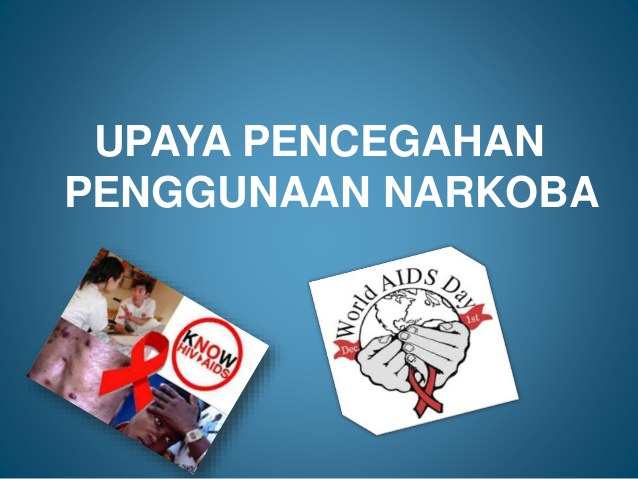 UPAYA PENCEGAHAN
PENGGUNAAN NARKOBA
KNOW
HIV AIDS
World AIDS Day
Dec
1st